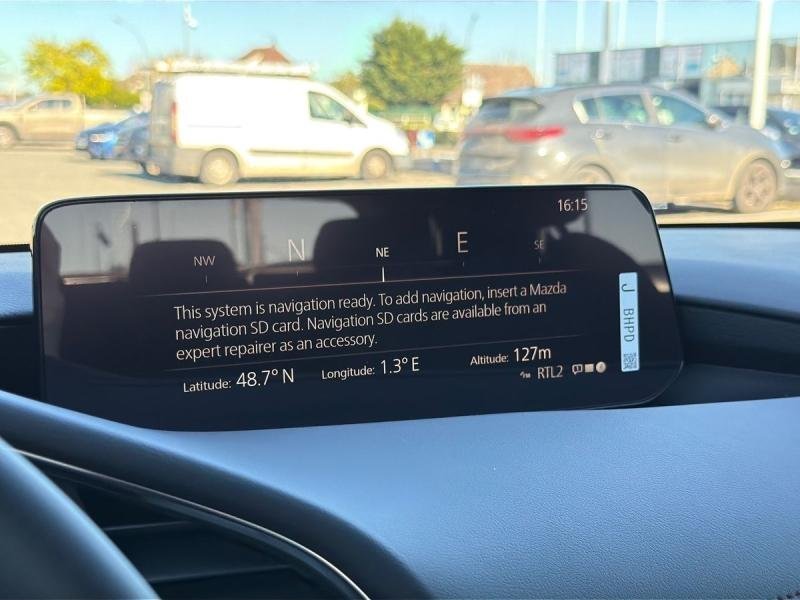 16:15
NW N NE E SE
This system is navigation ready. To add navigation, insert a Mazda
navigation SD card. Navigation SD cards are available from an
expert repairer as an accessory.
Latitude: 48.7° N Longitude: 1.3° E Altitude: 127m
RTL2
J BHPD